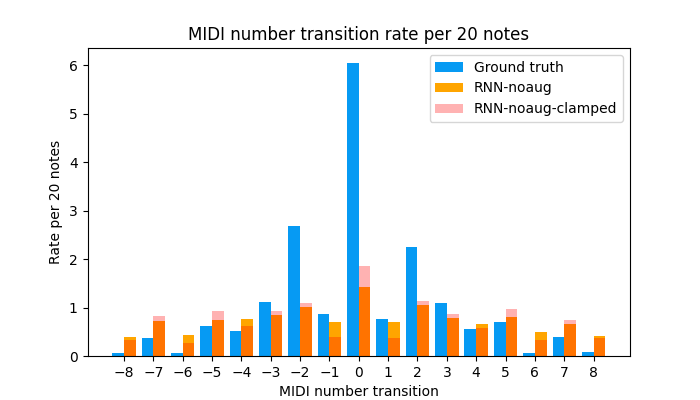 MIDI number transition rate per 20 notes
Ground truth
RNN-noaug
RNN-noaug-clamped
Rate per 20 notes
6
5
4
3
2
1
0
−8 −7 −6 −5 −4 −3 −2 −1 0 1 2 3 4 5 6 7 8
MIDI number transition